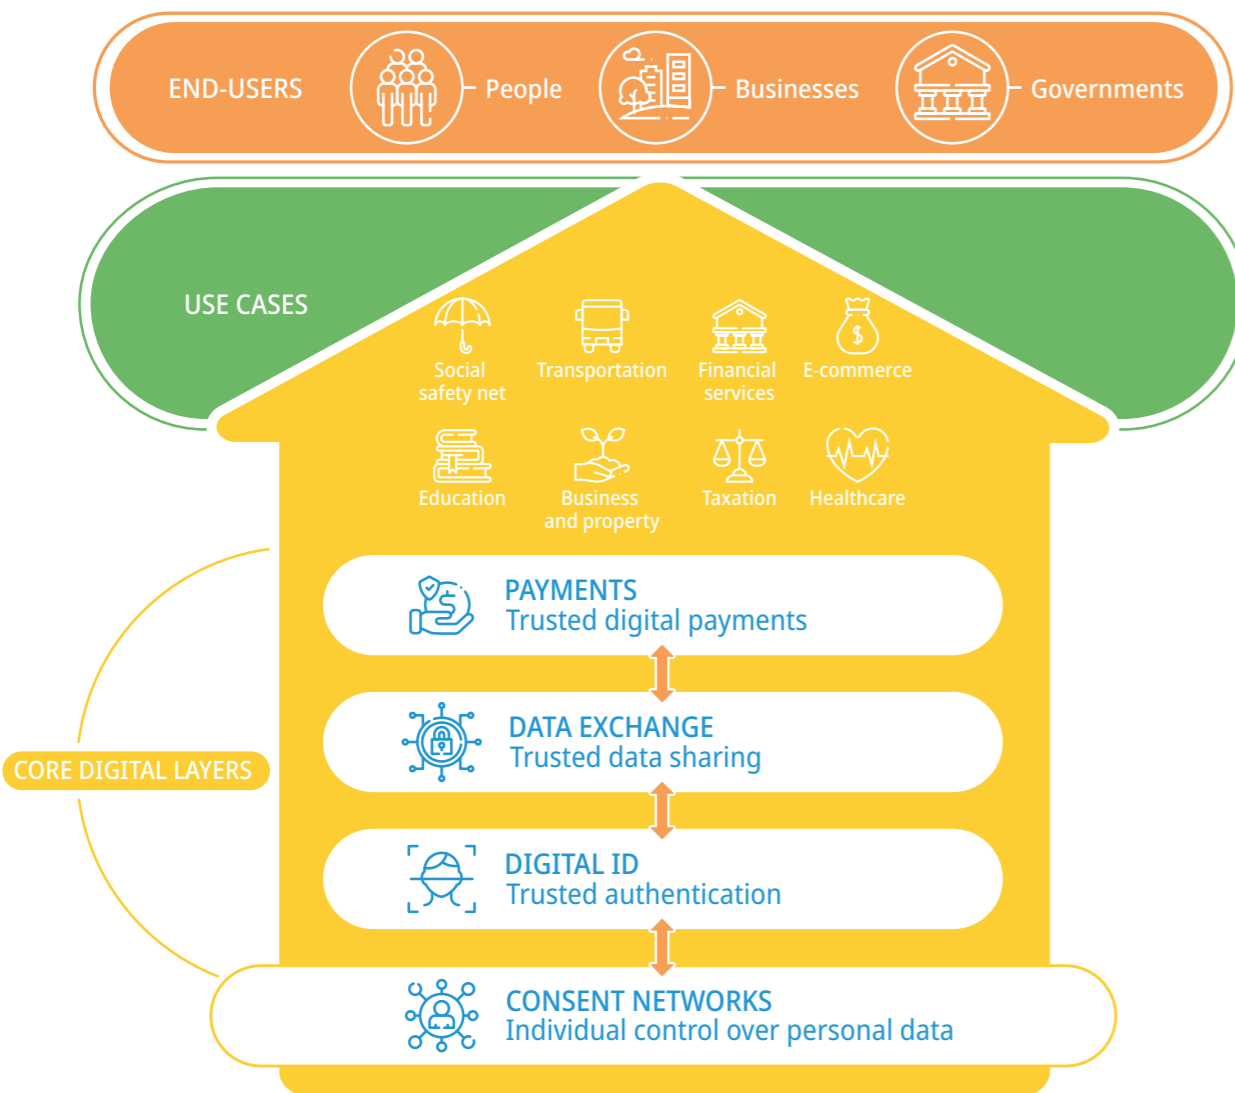 END-USERS
People
Businesses
Governments
USE CASES
Social
safety net
Transportation
Financial
services
E-commerce
$
Education
Business
and property
Taxation
Healthcare
CORE DIGITAL LAYERS
PAYMENTS
Trusted digital payments
$
DATA EXCHANGE
Trusted data sharing
DIGITAL ID
Trusted authentication
CONSENT NETWORKS
Individual control over personal data